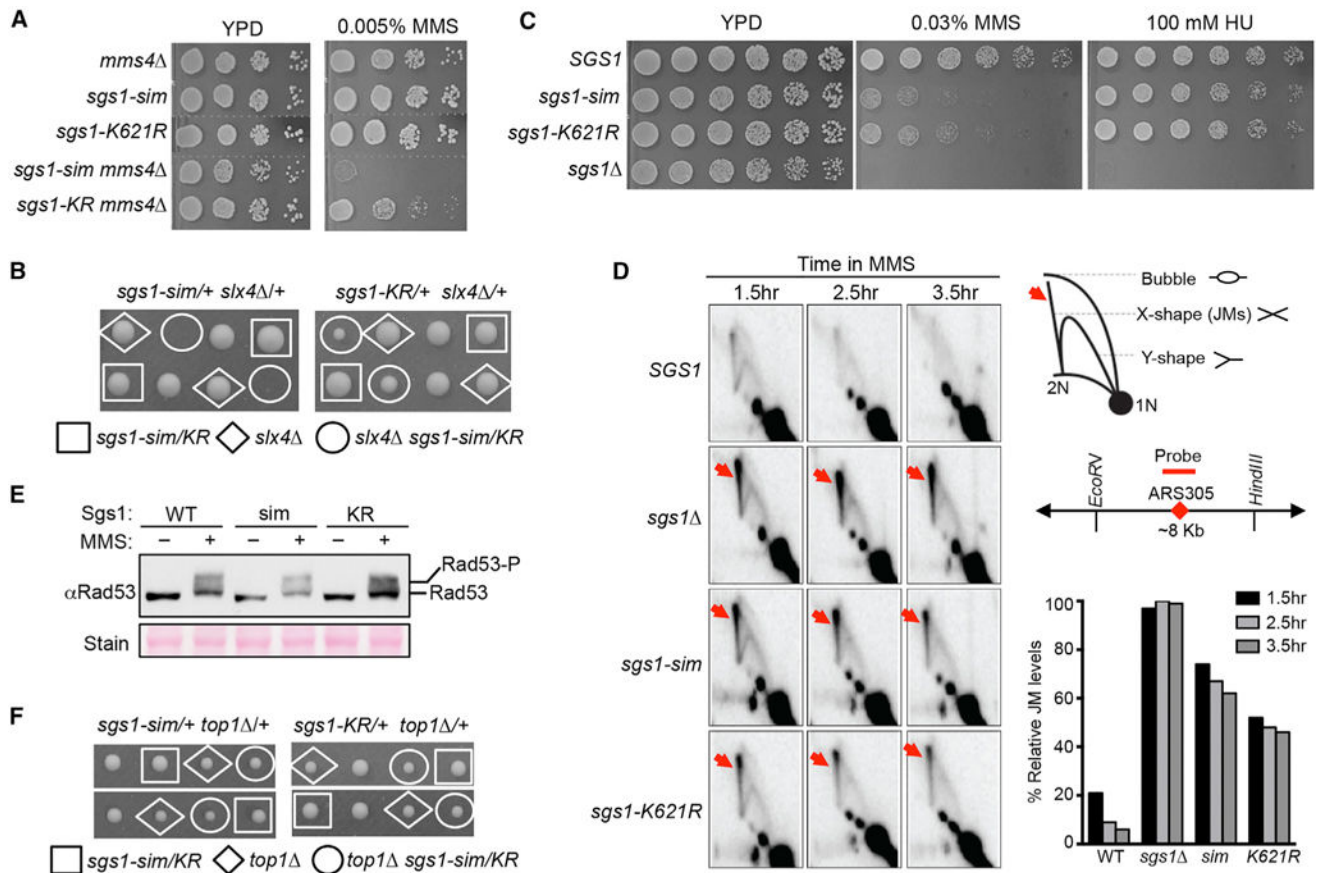 A
YPD 0.005% MMS
mms4Δ
sgs1-sim
sgs1-K621R
sgs1-sim mms4Δ
sgs1-KR mms4Δ
B
sgs1-sim/+ slx4Δ/+ sgs1-KR/+ slx4Δ/+
sgs1-sim/KR slx4Δ slx4Δ sgs1-sim/KR
C
YPD 0.03% MMS 100 mM HU
SGS1
sgs1-sim
sgs1-K621R
sgs1Δ
D
Time in MMS
1.5hr 2.5hr 3.5hr
SGS1
sgs1Δ
sgs1-sim
sgs1-K621R
Bubble
X-shape (JMs)
Y-shape
2N
1N
Probe
EcoRV
ARS305
HindIII
~8 Kb
% Relative JM levels
100
80
60
40
20
0
1.5hr
2.5hr
3.5hr
WT sgs1Δ sim K621R
E
Sgs1: WT sim KR
MMS: – + – + – +
αRad53
Rad53-P
Rad53
Stain
F
sgs1-sim/+ top1Δ/+ sgs1-KR/+ top1Δ/+
sgs1-sim/KR top1Δ top1Δ sgs1-sim/KR